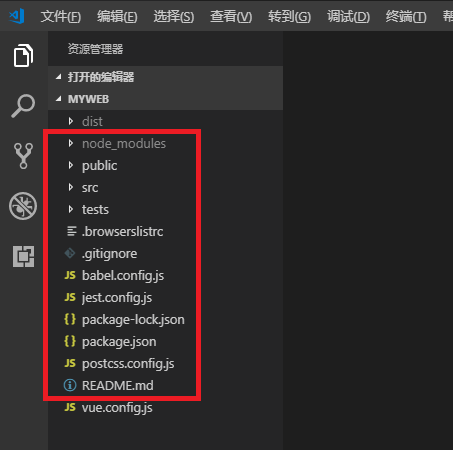 文件(F) 编辑(E) 选择(S) 查看(V) 转到(G) 调试(D) 终端(T) 帮
资源管理器
打开的编辑器
MYWEB
dist
node_modules
public
src
tests
.browserslistrc
.gitignore
JS babel.config.js
JS jest.config.js
{} package-lock.json
{} package.json
JS postcss.config.js
README.md
JS vue.config.js